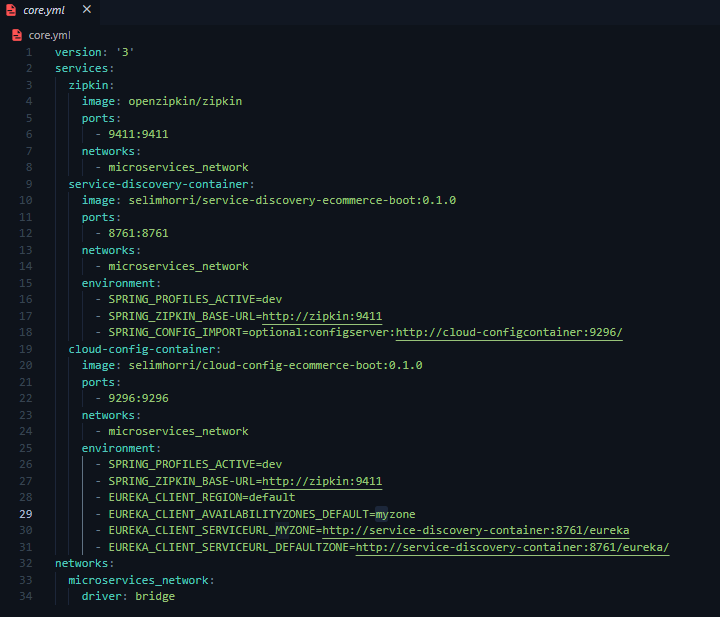 core.yml
core.yml
1 version: '3'
2 services:
3   zipkin:
4     image: openzipkin/zipkin
5     ports:
6       - 9411:9411
7     networks:
8       - microservices_network
9   service-discovery-container:
10     image: selimhorri/service-discovery-ecommerce-boot:0.1.0
11     ports:
12       - 8761:8761
13     networks:
14       - microservices_network
15     environment:
16       - SPRING_PROFILES_ACTIVE=dev
17       - SPRING_ZIPKIN_BASE-URL=http://zipkin:9411
18       - SPRING_CONFIG_IMPORT=optional:configserver:http://cloud-configcontainer:9296/
19   cloud-config-container:
20     image: selimhorri/cloud-config-ecommerce-boot:0.1.0
21     ports:
22       - 9296:9296
23     networks:
24       - microservices_network
25     environment:
26       - SPRING_PROFILES_ACTIVE=dev
27       - SPRING_ZIPKIN_BASE-URL=http://zipkin:9411
28       - EUREKA_CLIENT_REGION=default
29       - EUREKA_CLIENT_AVAILABILITYZONES_DEFAULT=myzone
30       - EUREKA_CLIENT_SERVICEURL_MYZONE=http://service-discovery-container:8761/eureka
31       - EUREKA_CLIENT_SERVICEURL_DEFAULTZONE=http://service-discovery-container:8761/eureka/
32 networks:
33   microservices_network:
34     driver: bridge